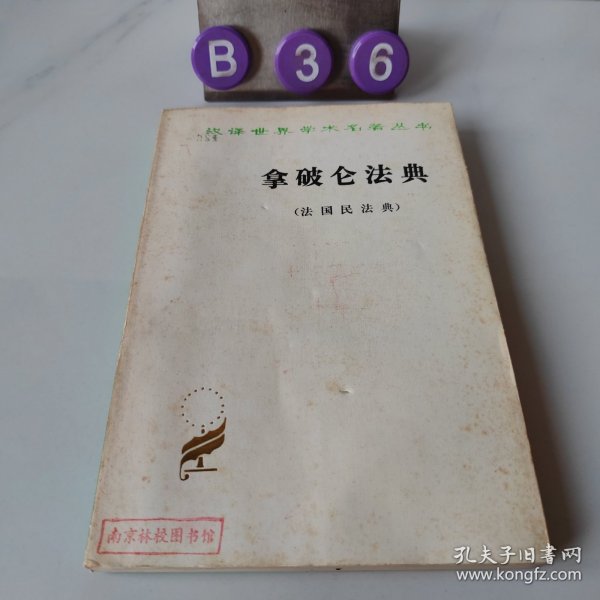 B 3 6
汉译世界学术名著丛书
拿破仑法典
(法国民法典)
南京林校图书馆
孔夫子旧书网
www.kongfz.com